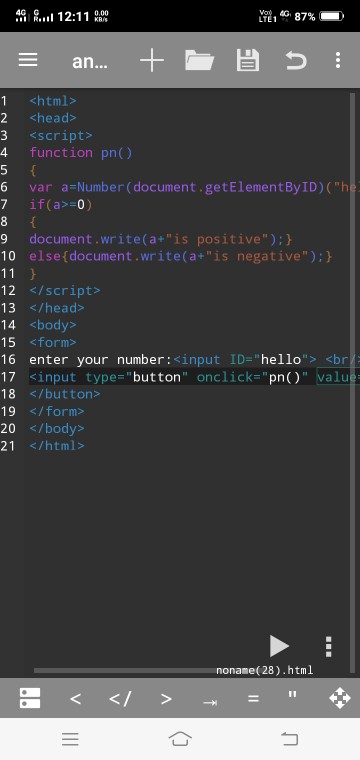 4G G 12:11 0.00 KB/s Vo) LTE1 4G 87%
an...
1 <html>
2 <head>
3 <script>
4 function pn()
5 {
6 var a=Number(document.getElementByID)("he
7 if(a>=0)
8 {
9 document.write(a+"is positive");}
10 else{document.write(a+"is negative");}
11 }
12 </script>
13 </head>
14 <body>
15 <form>
16 enter your number:<input ID="hello"> <br/
17 <input type="button" onclick="pn()" value=
18 </button>
19 </form>
20 </body>
21 </html>
noname(28).html
< </ > = "